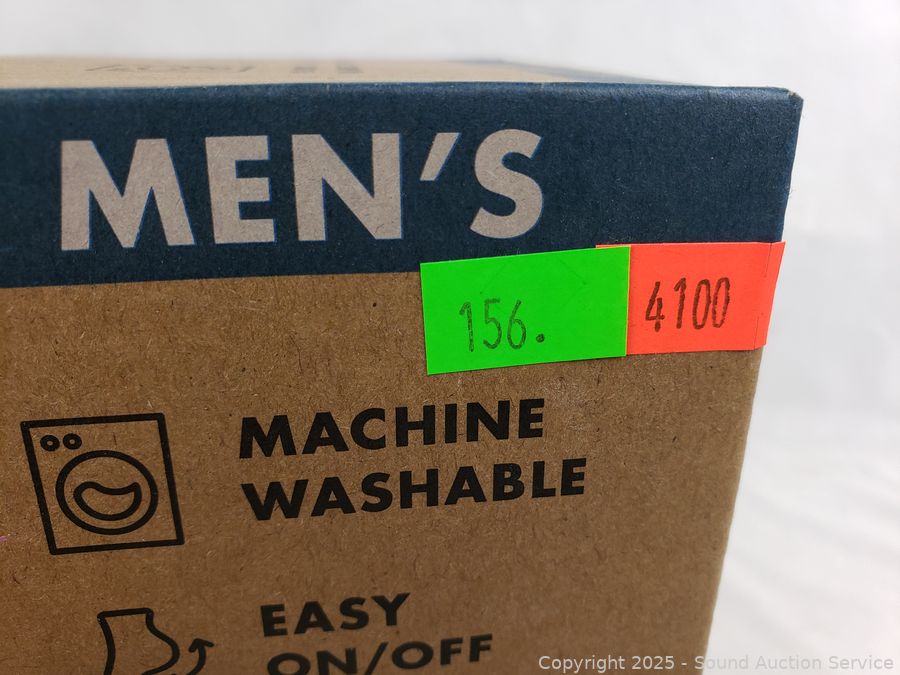 MEN'S
156.
4100
MACHINE
WASHABLE
EASY
ON/OFF
Copyright 2025 - Sound Auction Service